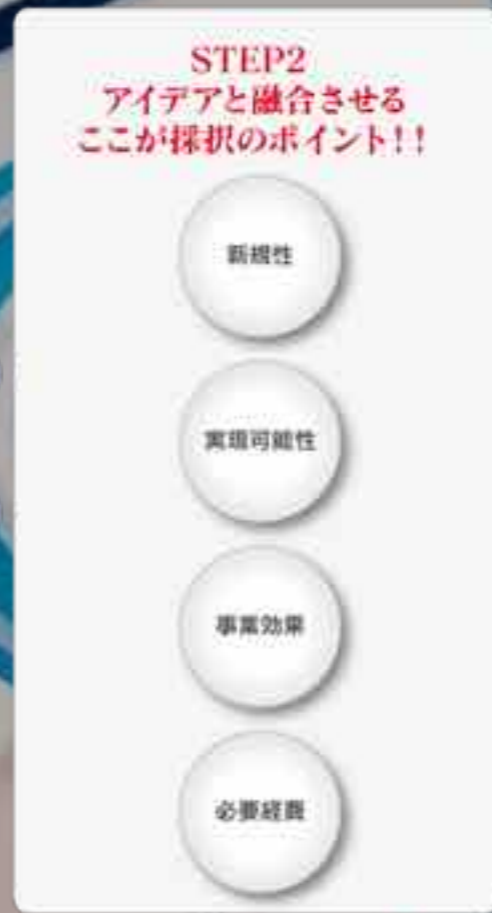 STEP2
アイデアと融合させる
ここが採択のポイント！！
新規性
実現可能性
事業効果
必要経費